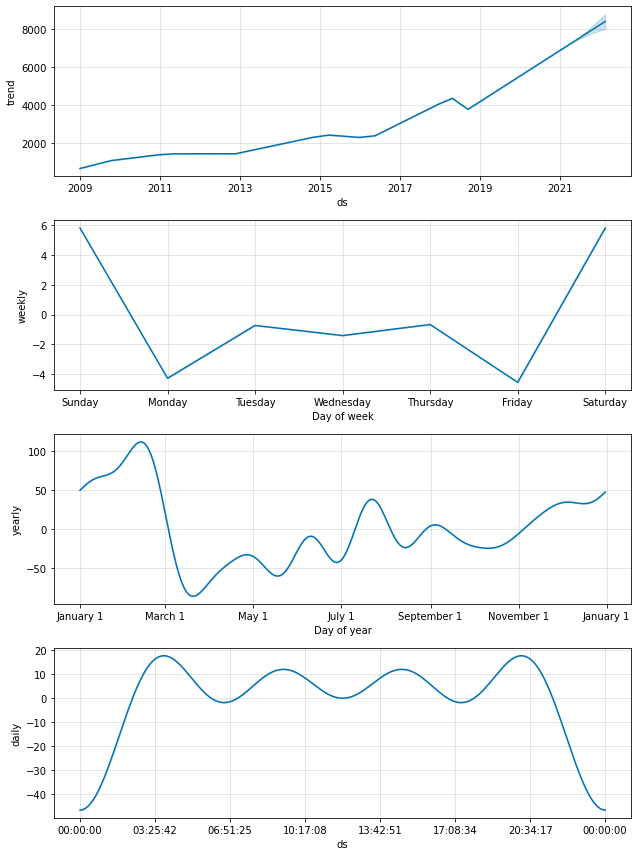 8000
6000
4000
2000
trend
2009 2011 2013 2015 2017 2019 2021
ds
6
4
2
0
−2
−4
weekly
Sunday Monday Tuesday Wednesday Thursday Friday Saturday
Day of week
100
50
0
−50
yearly
January 1 March 1 May 1 July 1 September 1 November 1 January 1
Day of year
20
10
0
−10
−20
−30
−40
daily
00:00:00 03:25:42 06:51:25 10:17:08 13:42:51 17:08:34 20:34:17 00:00:00
ds